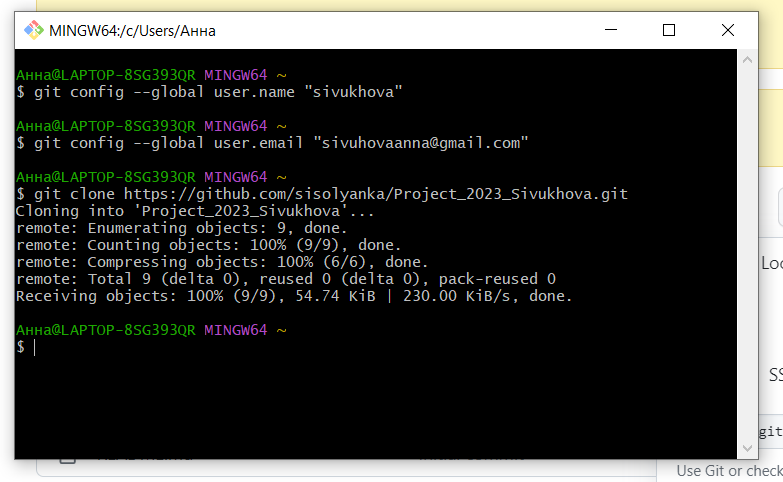 MINGW64:/c/Users/Анна
Анна@LAPTOP-8SG393QR MINGW64 ~
$ git config --global user.name "sivukhova"
Анна@LAPTOP-8SG393QR MINGW64 ~
$ git config --global user.email "sivuhovaanna@gmail.com"
Анна@LAPTOP-8SG393QR MINGW64 ~
$ git clone https://github.com/sisolyanka/Project_2023_Sivukhova.git
Cloning into 'Project_2023_Sivukhova'...
remote: Enumerating objects: 9, done.
remote: Counting objects: 100% (9/9), done.
remote: Compressing objects: 100% (6/6), done.
remote: Total 9 (delta 0), reused 0 (delta 0), pack-reused 0
Receiving objects: 100% (9/9), 54.74 KiB | 230.00 KiB/s, done.
Анна@LAPTOP-8SG393QR MINGW64 ~
$
Loc
SS
git
Use Git or check